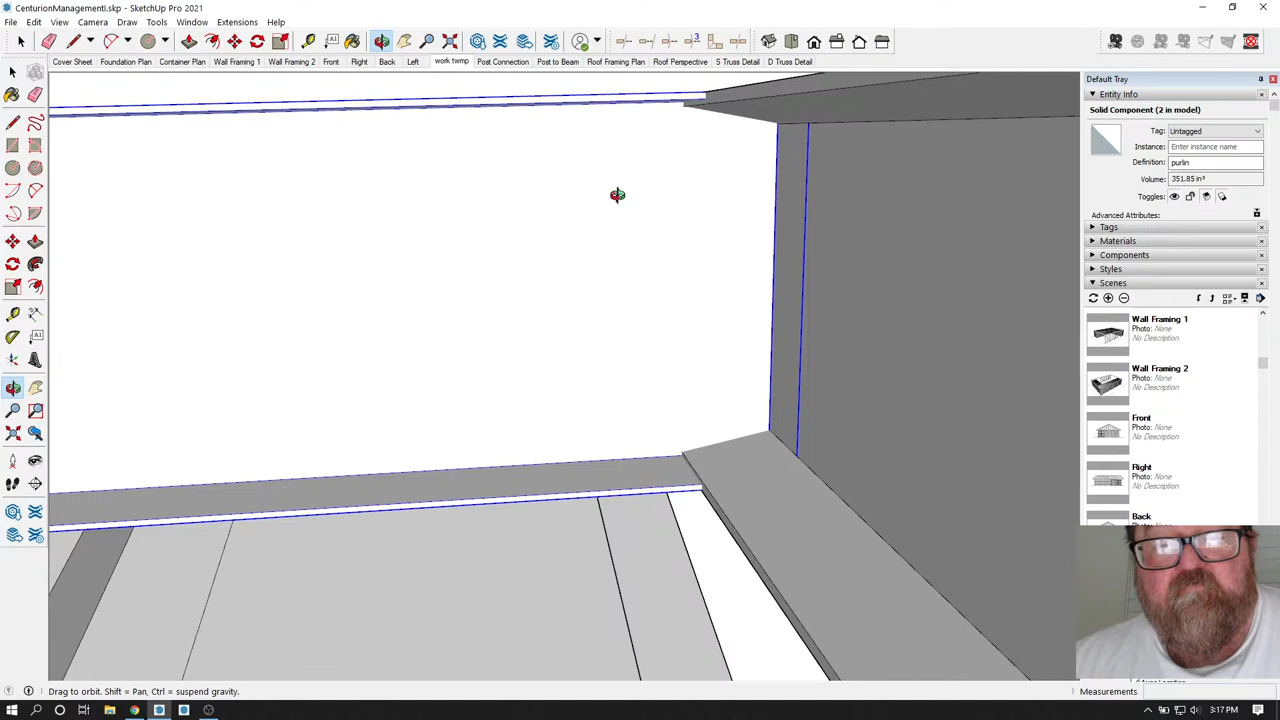 CenturionManagementI.skp - SketchUp Pro 2021
File Edit View Camera Draw Tools Window Extensions Help
Cover Sheet Foundation Plan Container Plan Wall Framing 1 Wall Framing 2 Front Right Back Left work twmp Post Connection Post to Beam Roof Framing Plan Roof Perspective S Truss Detail D Truss Detail
Default Tray
Entity Info
Solid Component (2 in model)
Tag: Untagged
Instance: Enter instance name
Definition: purlin
Volume: 351.85 in³
Toggles:
Advanced Attributes:
Tags
Materials
Components
Styles
Scenes
Wall Framing 1
Photo: None
No Description
Wall Framing 2
Photo: None
No Description
Front
Photo: None
No Description
Right
Photo: None
No Description
Back
Drag to orbit. Shift = Pan, Ctrl = suspend gravity.
Measurements
3:17 PM